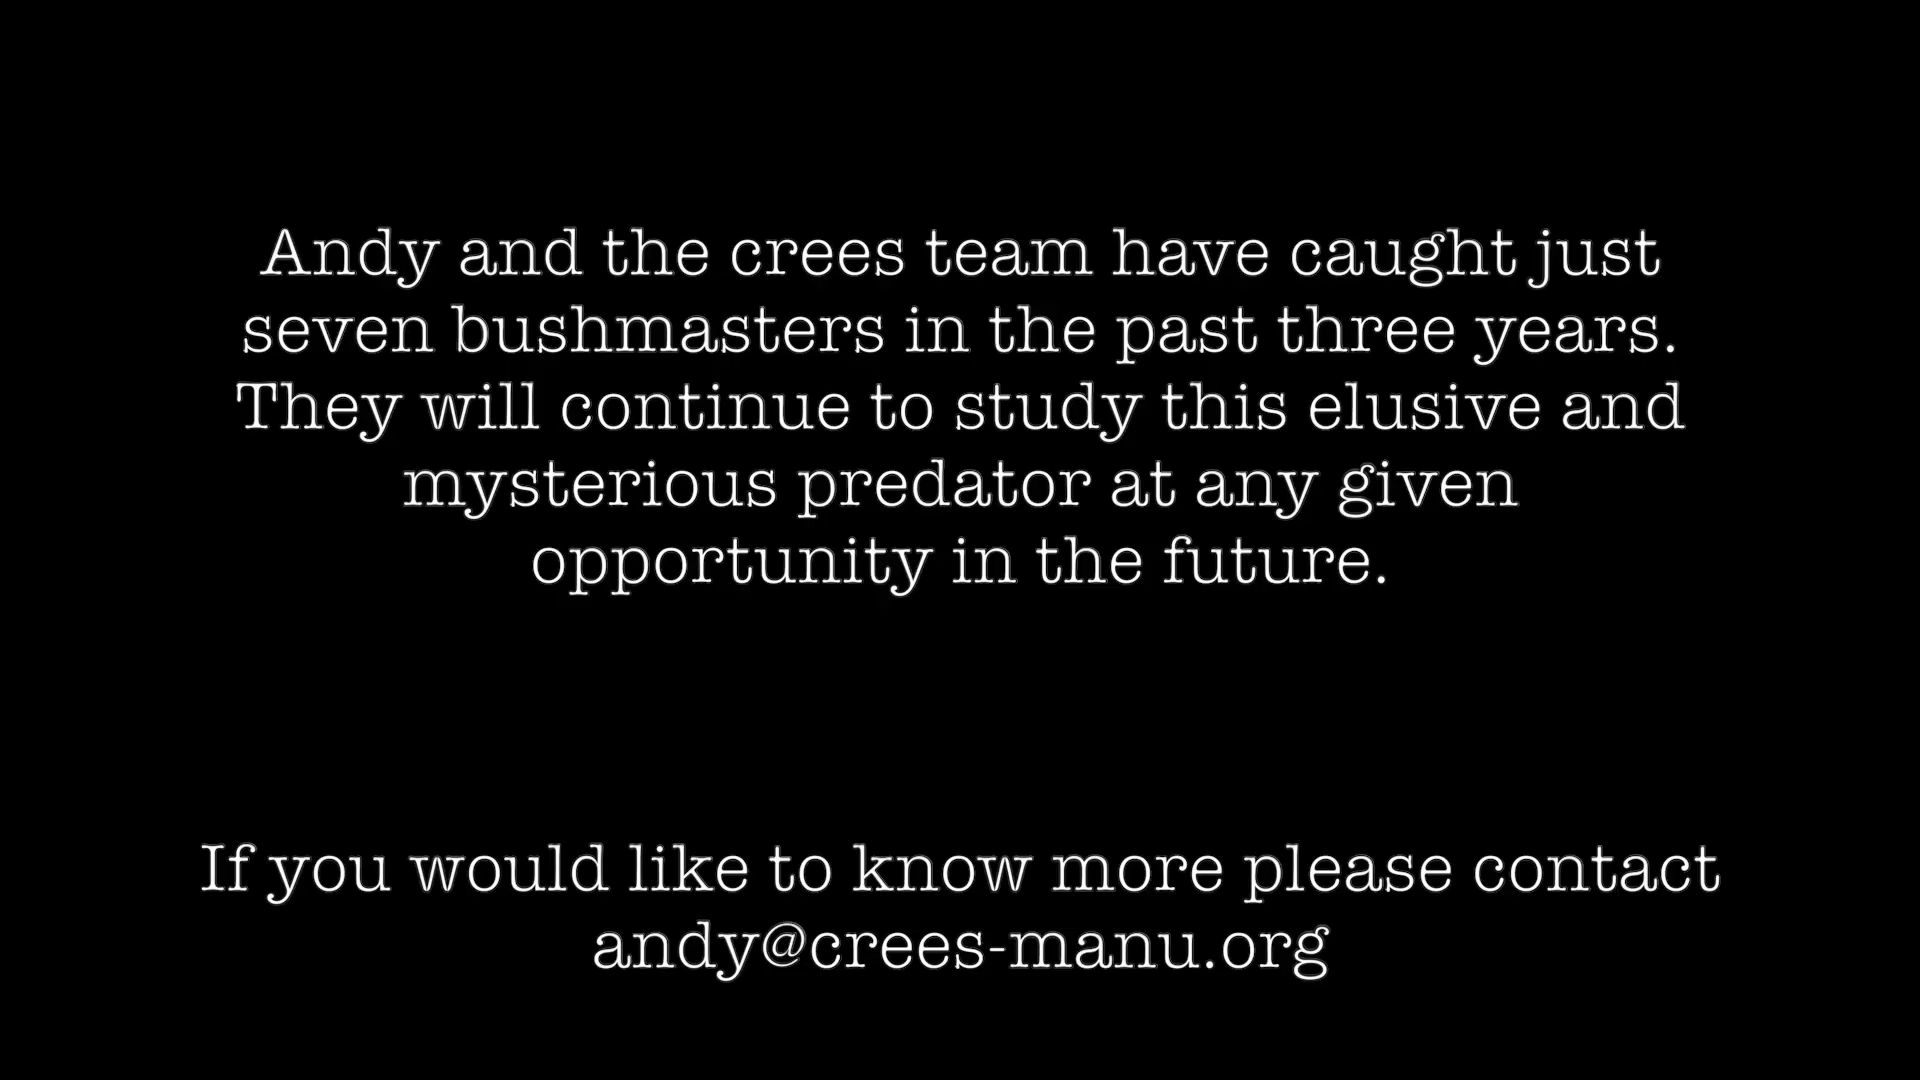 Andy and the crees team have caught just
seven bushmasters in the past three years.
They will continue to study this elusive and
mysterious predator at any given
opportunity in the future.
If you would like to know more please contact
andy@crees-manu.org